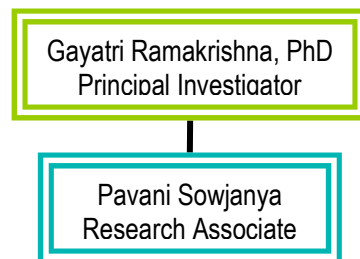 Gayatri Ramakrishna, PhD
Principal Investigator
Pavani Sowjanya
Research Associate